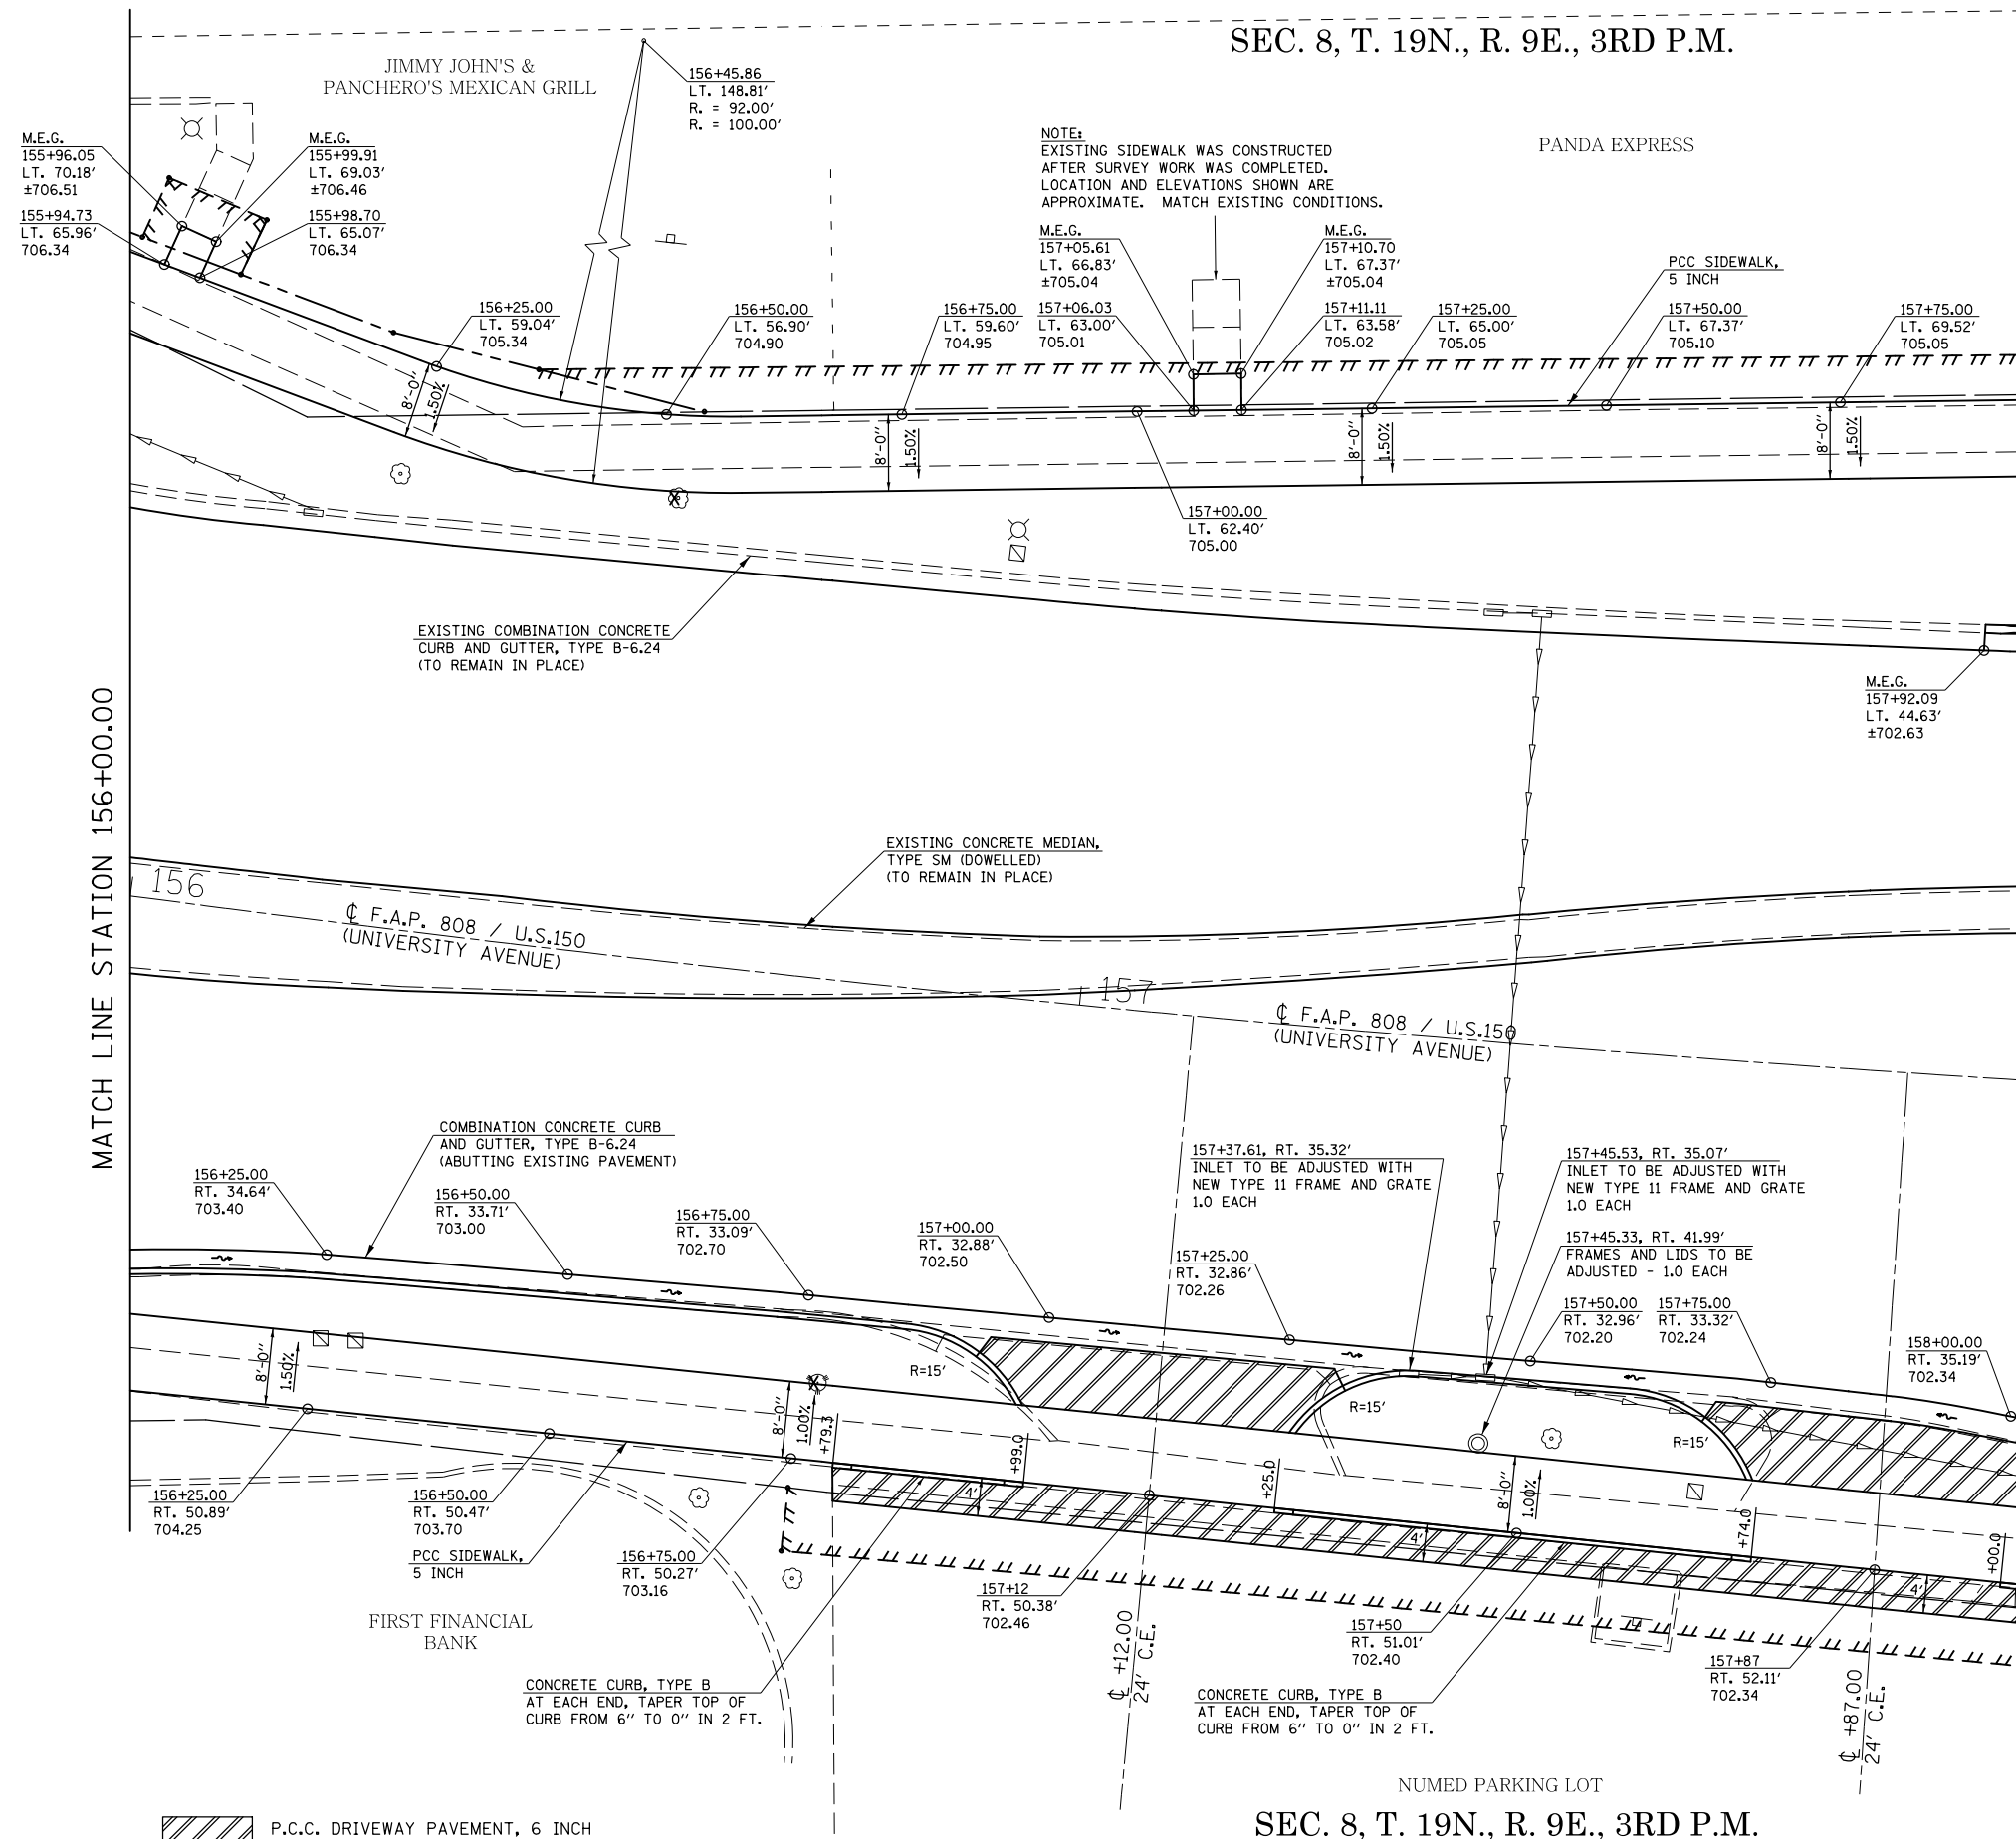 SEC. 8, T. 19N., R. 9E., 3RD P.M.
JIMMY JOHN'S &
PANCHERO'S MEXICAN GRILL
156+45.86
LT. 148.81'
R. = 92.00'
R. = 100.00'
M.E.G.
155+96.05
LT. 70.18'
±706.51
155+94.73
LT. 65.96'
706.34
M.E.G.
155+99.91
LT. 69.03'
±706.46
155+98.70
LT. 65.07'
706.34
NOTE:
EXISTING SIDEWALK WAS CONSTRUCTED
AFTER SURVEY WORK WAS COMPLETED.
LOCATION AND ELEVATIONS SHOWN ARE
APPROXIMATE. MATCH EXISTING CONDITIONS.
PANDA EXPRESS
M.E.G.
157+05.61
LT. 66.83'
±705.04
157+06.03
LT. 63.00'
705.01
M.E.G.
157+10.70
LT. 67.37'
±705.04
157+11.11
LT. 63.58'
705.02
PCC SIDEWALK,
5 INCH
156+25.00
LT. 59.04'
705.34
156+50.00
LT. 56.90'
704.90
156+75.00
LT. 59.60'
704.95
157+25.00
LT. 65.00'
705.05
157+50.00
LT. 67.37'
705.10
157+75.00
LT. 69.52'
705.05
8'-0"
1.50%
8'-0"
1.50%
8'-0"
1.50%
8'-0"
1.50%
157+00.00
LT. 62.40'
705.00
EXISTING COMBINATION CONCRETE
CURB AND GUTTER, TYPE B-6.24
(TO REMAIN IN PLACE)
M.E.G.
157+92.09
LT. 44.63'
±702.63
MATCH LINE STATION 156+00.00
EXISTING CONCRETE MEDIAN,
TYPE SM (DOWELLED)
(TO REMAIN IN PLACE)
156
℄ F.A.P. 808 / U.S.150
(UNIVERSITY AVENUE)
157
℄ F.A.P. 808 / U.S.150
(UNIVERSITY AVENUE)
COMBINATION CONCRETE CURB
AND GUTTER, TYPE B-6.24
(ABUTTING EXISTING PAVEMENT)
156+25.00
RT. 34.64'
703.40
156+50.00
RT. 33.71'
703.00
156+75.00
RT. 33.09'
702.70
157+00.00
RT. 32.88'
702.50
157+37.61, RT. 35.32'
INLET TO BE ADJUSTED WITH
NEW TYPE 11 FRAME AND GRATE
1.0 EACH
157+25.00
RT. 32.86'
702.26
157+45.53, RT. 35.07'
INLET TO BE ADJUSTED WITH
NEW TYPE 11 FRAME AND GRATE
1.0 EACH
157+45.33, RT. 41.99'
FRAMES AND LIDS TO BE
ADJUSTED - 1.0 EACH
157+50.00
RT. 32.96'
702.20
157+75.00
RT. 33.32'
702.24
158+00.00
RT. 35.19'
702.34
8'-0"
1.50%
R=15'
R=15'
R=15'
8'-0"
1.00%
+79.3
+99.0
4'
+25.0
8'-0"
1.00%
4'
+74.0
+00.0
4'
156+25.00
RT. 50.89'
704.25
156+50.00
RT. 50.47'
703.70
PCC SIDEWALK,
5 INCH
156+75.00
RT. 50.27'
703.16
157+12
RT. 50.38'
702.46
157+50
RT. 51.01'
702.40
157+87
RT. 52.11'
702.34
FIRST FINANCIAL
BANK
CONCRETE CURB, TYPE B
AT EACH END, TAPER TOP OF
CURB FROM 6" TO 0" IN 2 FT.
℄ +12.00
24' C.E.
CONCRETE CURB, TYPE B
AT EACH END, TAPER TOP OF
CURB FROM 6" TO 0" IN 2 FT.
℄ +87.00
24' C.E.
NUMED PARKING LOT
P.C.C. DRIVEWAY PAVEMENT, 6 INCH
SEC. 8, T. 19N., R. 9E., 3RD P.M.